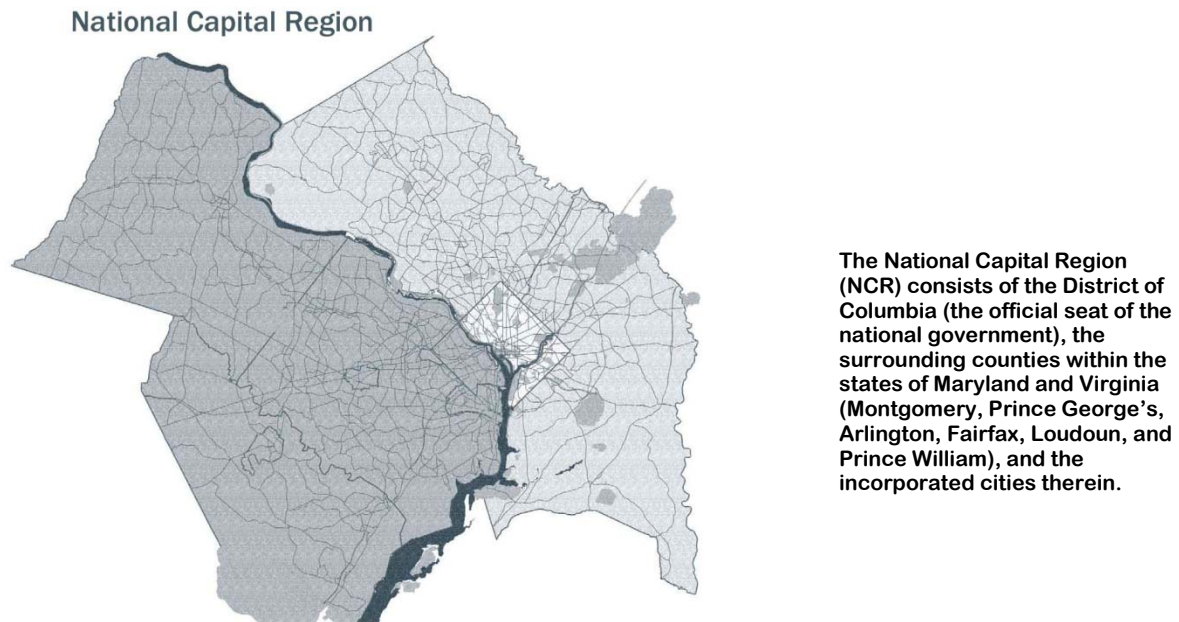 National Capital Region
The National Capital Region
(NCR) consists of the District of
Columbia (the official seat of the
national government), the
surrounding counties within the
states of Maryland and Virginia
(Montgomery, Prince George’s,
Arlington, Fairfax, Loudoun, and
Prince William), and the
incorporated cities therein.